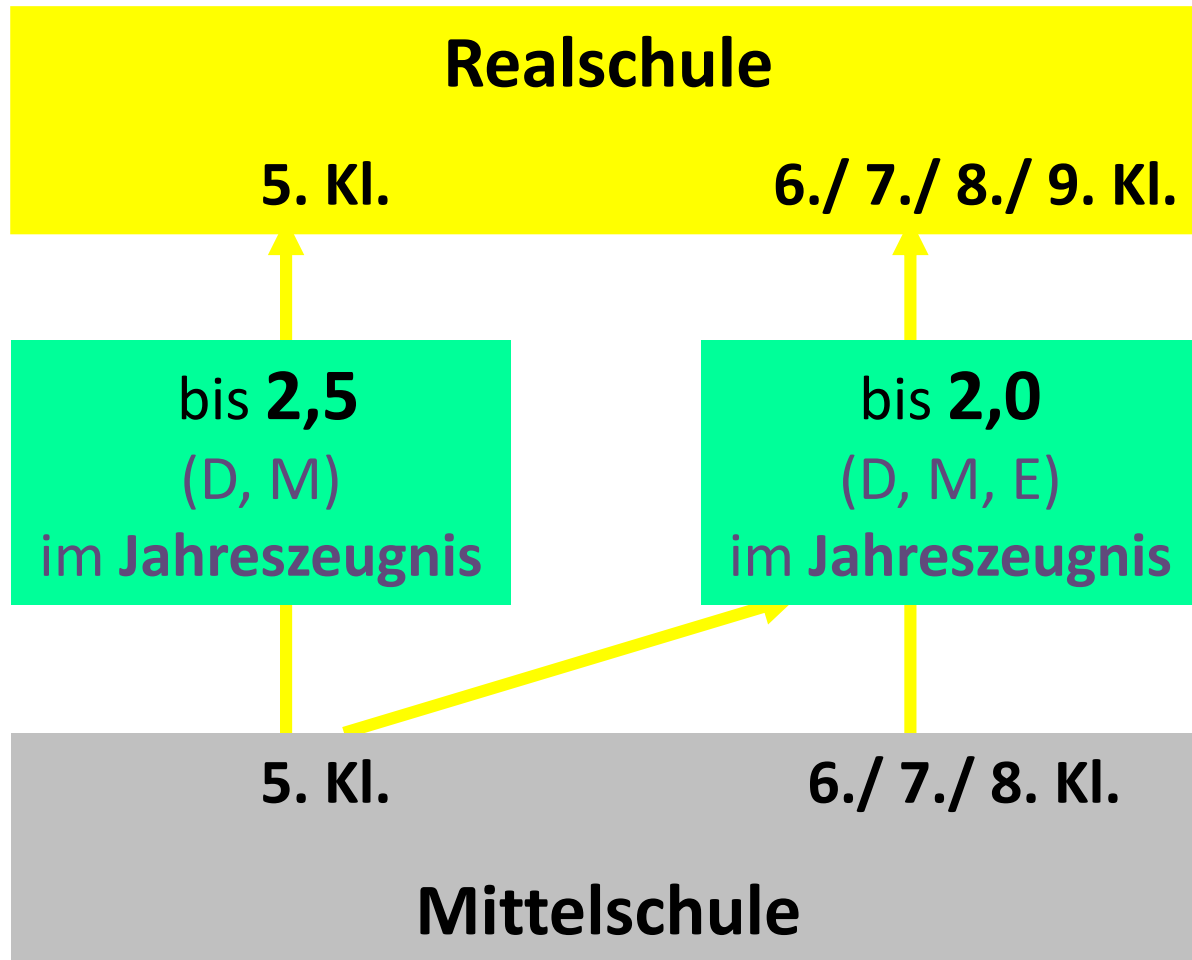 Realschule
5. Kl. 6./ 7./ 8./ 9. Kl.
bis 2,5
(D, M)
im Jahreszeugnis
bis 2,0
(D, M, E)
im Jahreszeugnis
5. Kl. 6./ 7./ 8. Kl.
Mittelschule